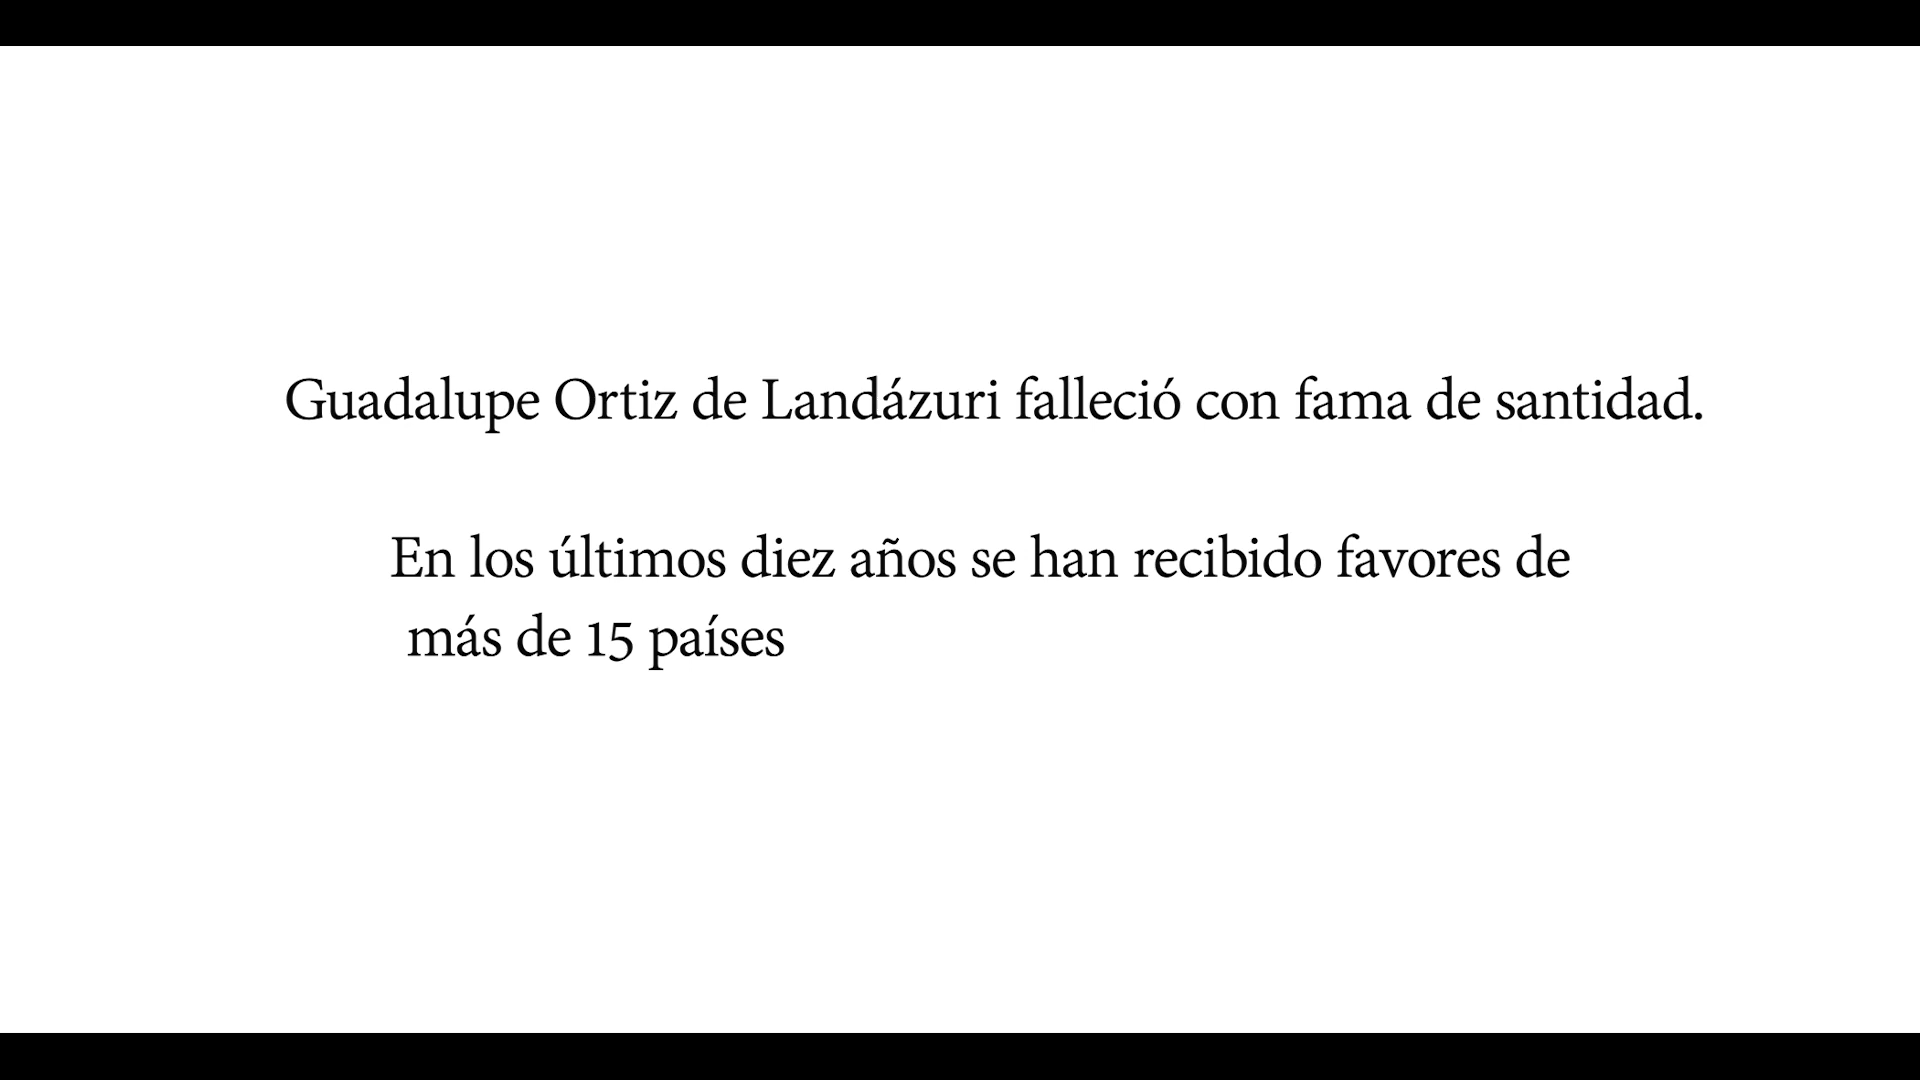 Guadalupe Ortiz de Landázuri falleció con fama de santidad.
En los últimos diez años se han recibido favores de
más de 15 países